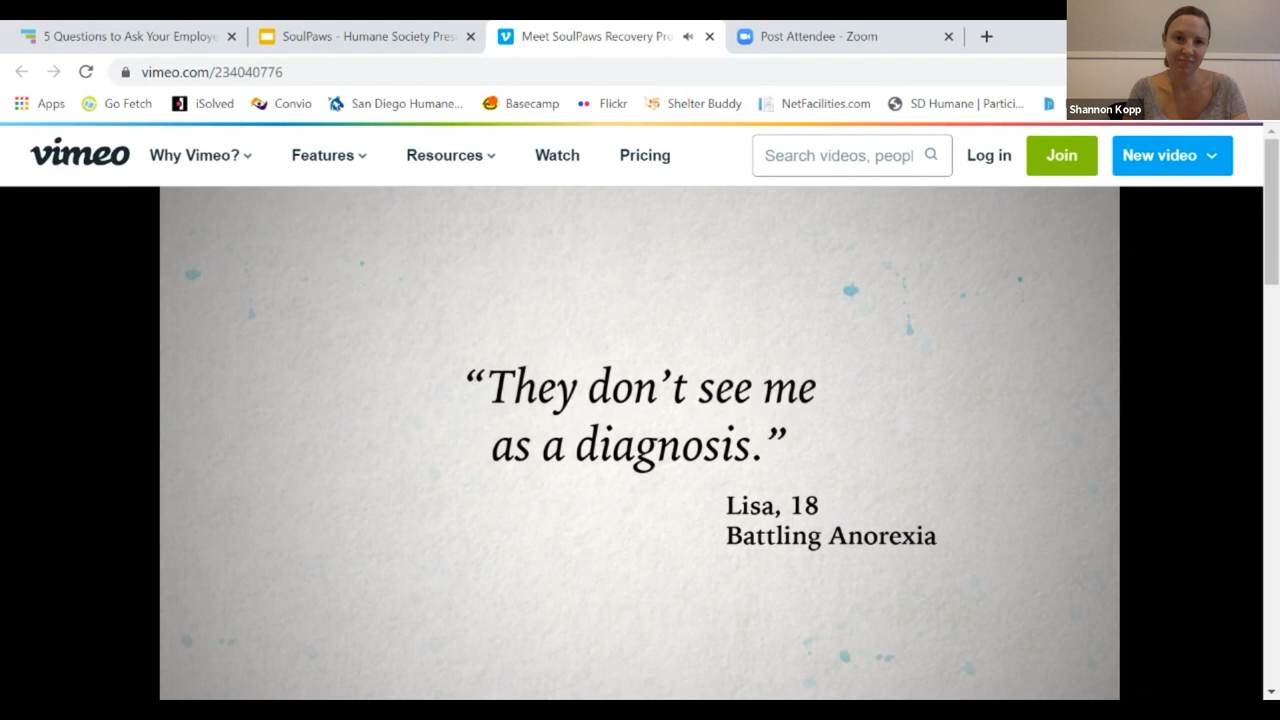 5 Questions to Ask Your Employe
SoulPaws - Humane Society Pres
Meet SoulPaws Recovery Pro
Post Attendee - Zoom
Shannon Kopp
vimeo.com/234040776
Apps
Go Fetch
iSolved
Convio
San Diego Humane...
Basecamp
Flickr
Shelter Buddy
NetFacilities.com
SD Humane | Partici...
vimeo
Why Vimeo?
Features
Resources
Watch
Pricing
Search videos, peopl
Log in
Join
New video
“They don’t see me
as a diagnosis.”
Lisa, 18
Battling Anorexia